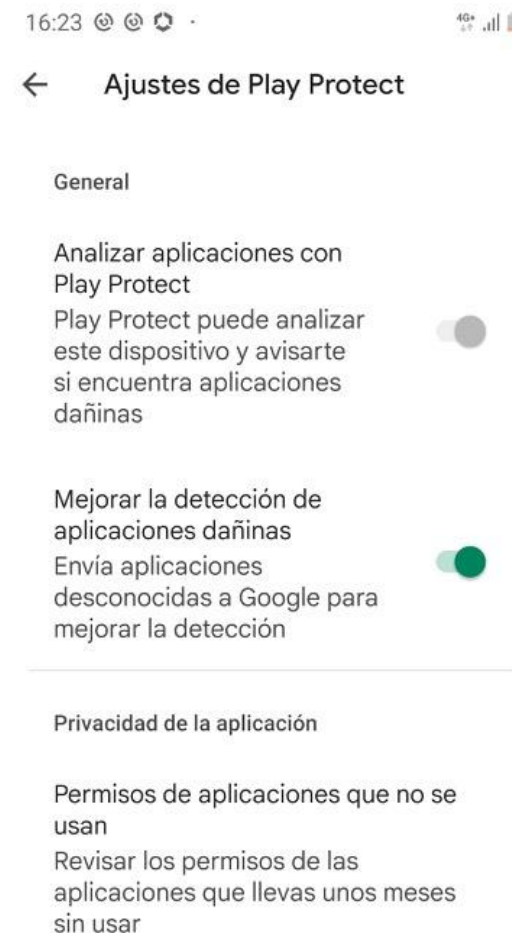 16:23
4G+
Ajustes de Play Protect
General
Analizar aplicaciones con
Play Protect
Play Protect puede analizar
este dispositivo y avisarte
si encuentra aplicaciones
dañinas
Mejorar la detección de
aplicaciones dañinas
Envía aplicaciones
desconocidas a Google para
mejorar la detección
Privacidad de la aplicación
Permisos de aplicaciones que no se
usan
Revisar los permisos de las
aplicaciones que llevas unos meses
sin usar